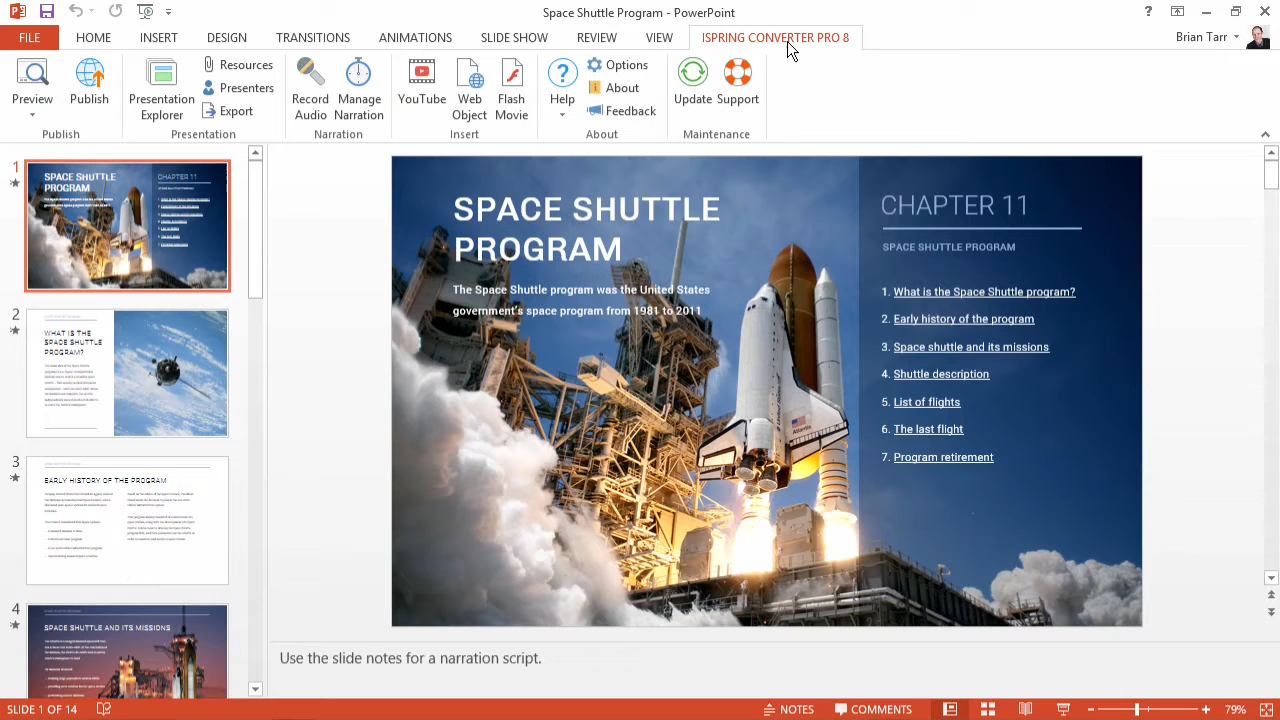 Space Shuttle Program - PowerPoint
FILE HOME INSERT DESIGN TRANSITIONS ANIMATIONS SLIDE SHOW REVIEW VIEW ISPRING CONVERTER PRO 8 Brian Tarr
Preview
Publish
Publish
Presentation
Explorer
Resources
Presenters
Export
Presentation
Record
Audio
Manage
Narration
Narration
YouTube
Web
Object
Flash
Movie
Insert
Help
Options
About
Feedback
About
Update
Support
Maintenance
1
SPACE SHUTTLE
PROGRAM
CHAPTER 11
2
WHAT IS THE
SPACE SHUTTLE
PROGRAM?
3
EARLY HISTORY OF THE PROGRAM
4
SPACE SHUTTLE AND ITS MISSIONS
SPACE SHUTTLE
PROGRAM
The Space Shuttle program was the United States
government's space program from 1981 to 2011
CHAPTER 11
SPACE SHUTTLE PROGRAM
1. What is the Space Shuttle program?
2. Early history of the program
3. Space shuttle and its missions
4. Shuttle description
5. List of flights
6. The last flight
7. Program retirement
Atlantis
Use the slide notes for a narration script.
SLIDE 1 OF 14 NOTES COMMENTS 79%